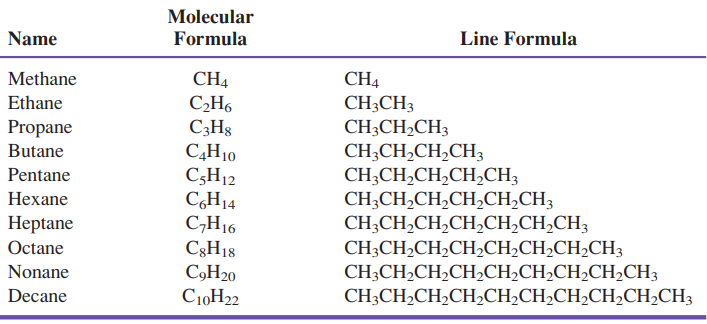 Molecular
Name Formula Line Formula
Methane CH₄ CH₄
Ethane C₂H₆ CH₃CH₃
Propane C₃H₈ CH₃CH₂CH₃
Butane C₄H₁₀ CH₃CH₂CH₂CH₃
Pentane C₅H₁₂ CH₃CH₂CH₂CH₂CH₃
Hexane C₆H₁₄ CH₃CH₂CH₂CH₂CH₂CH₃
Heptane C₇H₁₆ CH₃CH₂CH₂CH₂CH₂CH₂CH₃
Octane C₈H₁₈ CH₃CH₂CH₂CH₂CH₂CH₂CH₂CH₃
Nonane C₉H₂₀ CH₃CH₂CH₂CH₂CH₂CH₂CH₂CH₂CH₃
Decane C₁₀H₂₂ CH₃CH₂CH₂CH₂CH₂CH₂CH₂CH₂CH₂CH₃